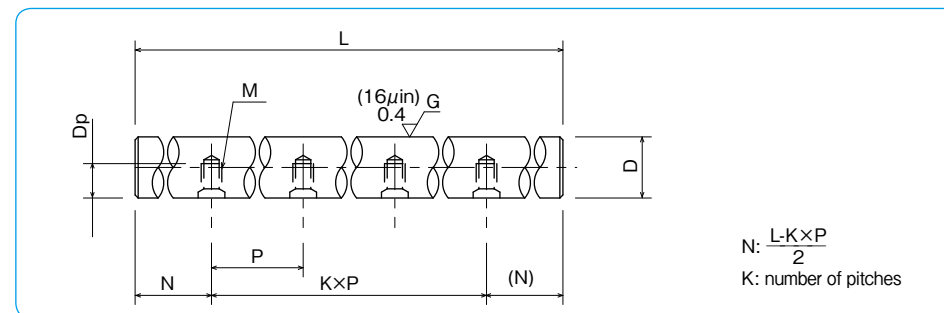 L
M
(16μin)
0.4 G
Dp
D
P
N
K×P
(N)
N: L-K×P
2
K: number of pitches